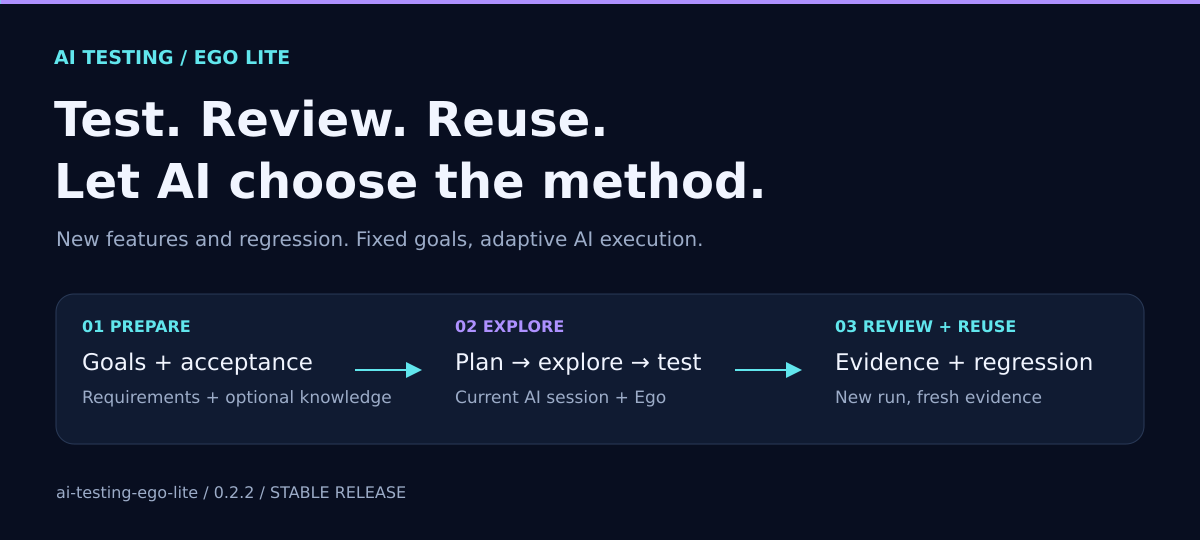 AI TESTING / EGO LITE
Test. Review. Reuse.
Let AI choose the method.
New features and regression. Fixed goals, adaptive AI execution.
01 PREPARE
Goals + acceptance
Requirements + optional knowledge
02 EXPLORE
Plan → explore → test
Current AI session + Ego
03 REVIEW + REUSE
Evidence + regression
New run, fresh evidence
ai-testing-ego-lite / 0.2.2 / STABLE RELEASE